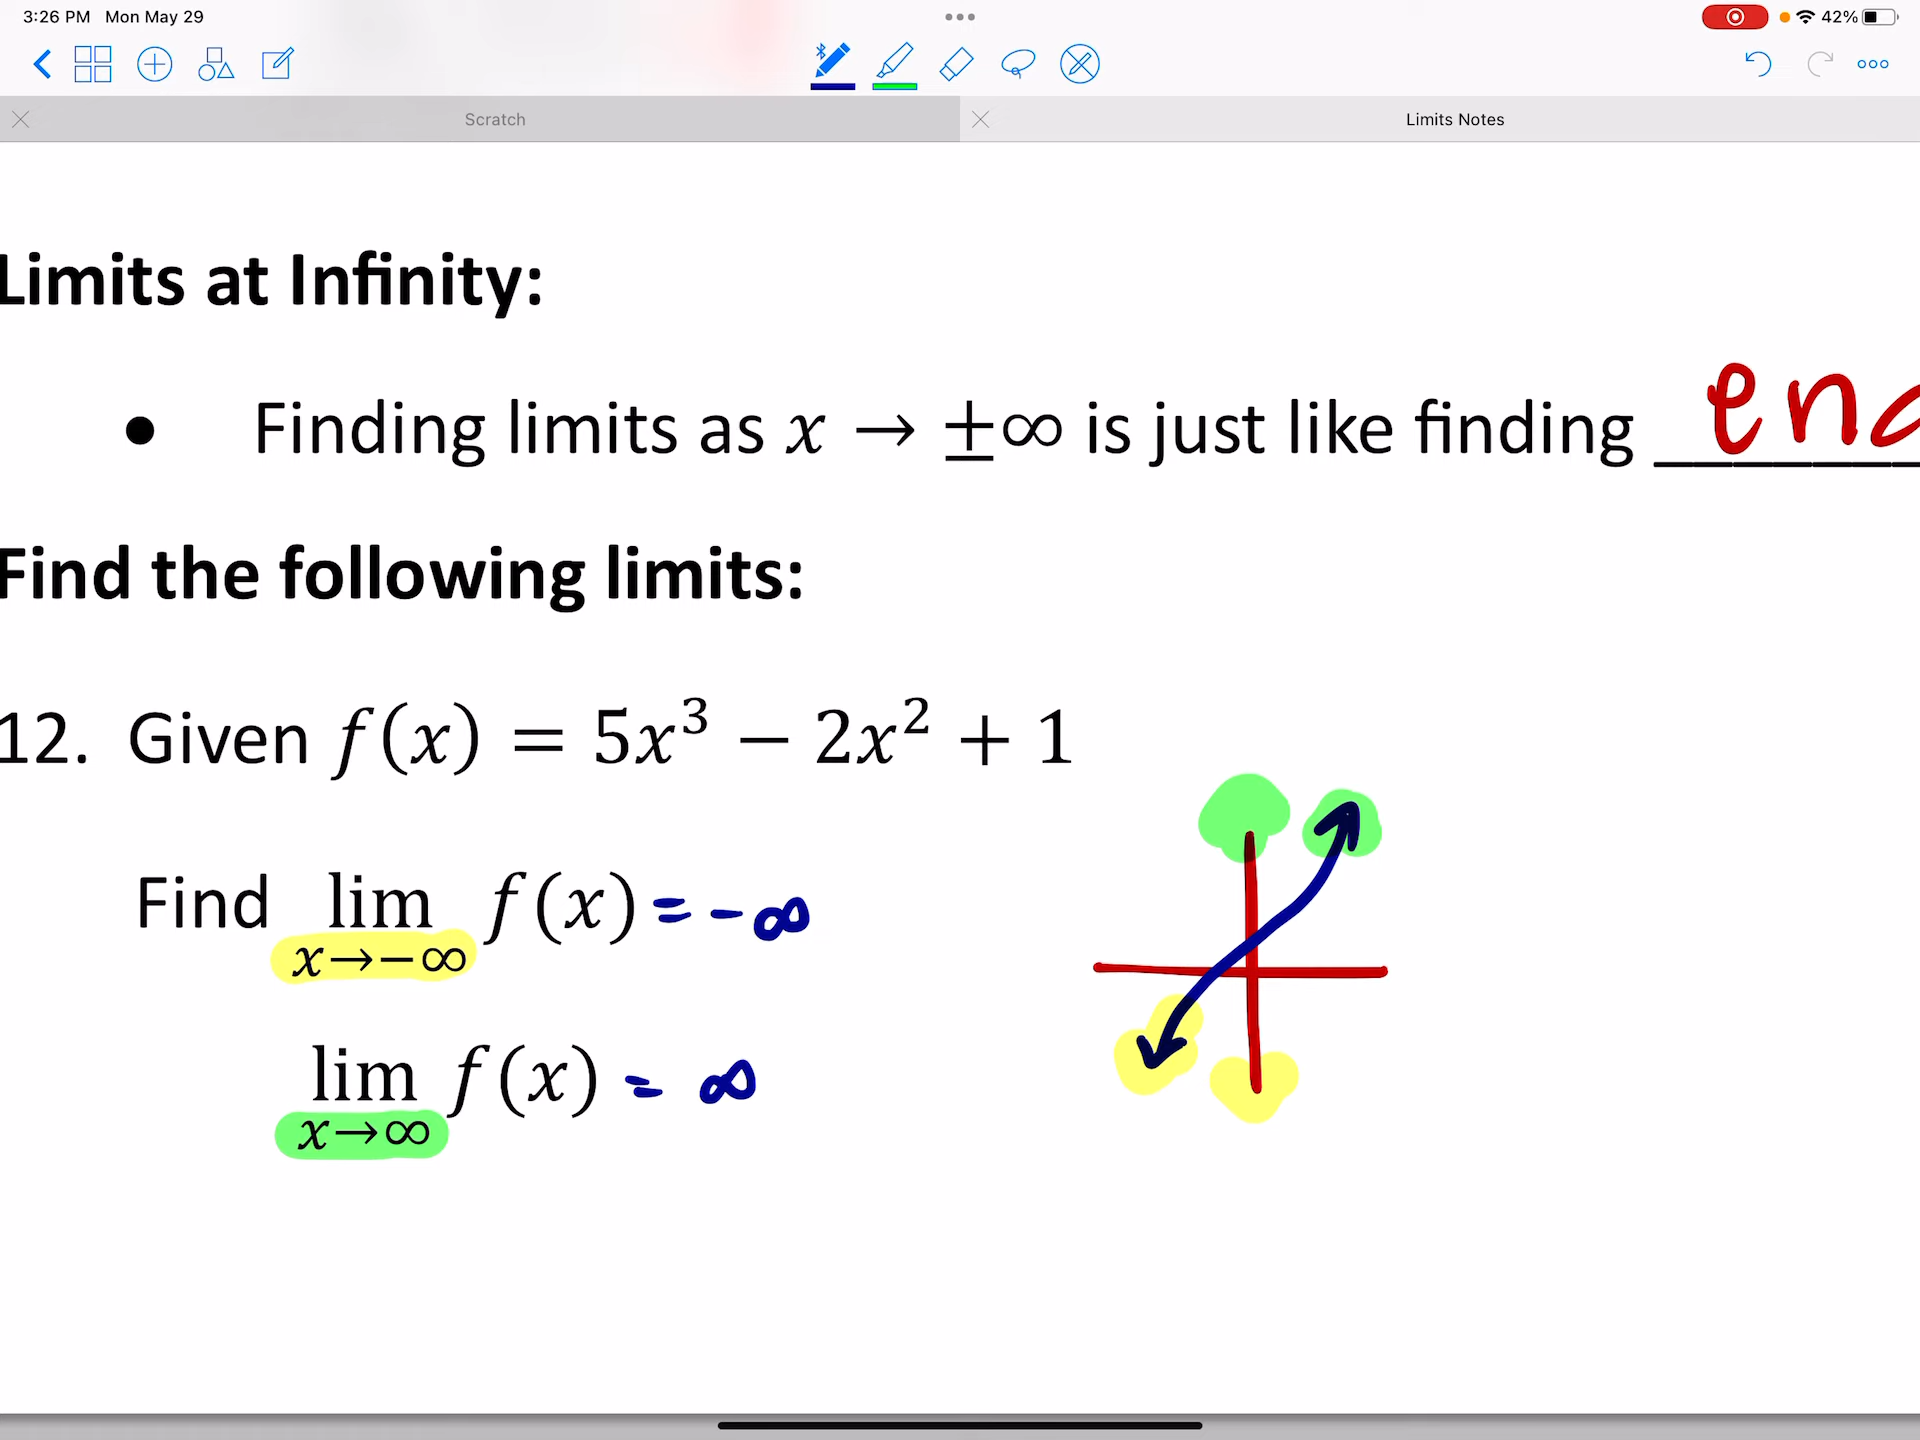 3:26 PM Mon May 29
42%
Scratch
Limits Notes
Limits at Infinity:
• Finding limits as x → ±∞ is just like finding
Find the following limits:
12. Given f(x) = 5x³ − 2x² + 1
Find lim x→−∞ f(x) = -∞
lim x→∞ f(x) = ∞